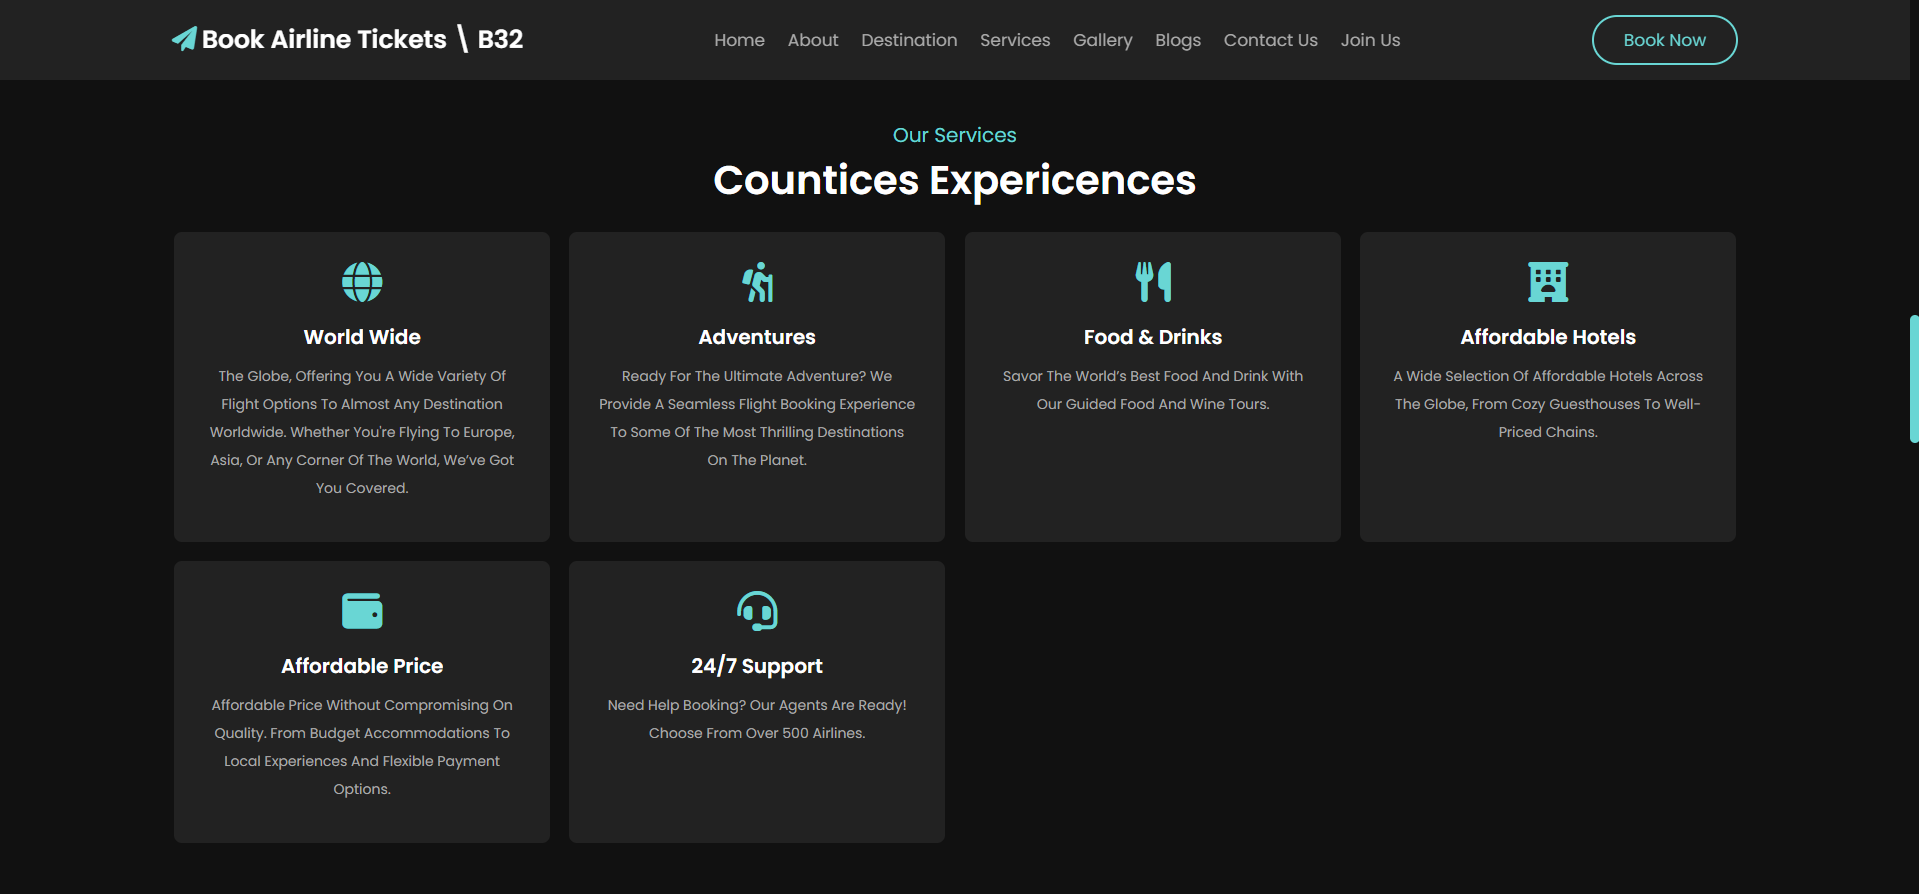 Book Airline Tickets \ B32
Home About Destination Services Gallery Blogs Contact Us Join Us
Book Now
Our Services
Countices Expericences
World Wide
The Globe, Offering You A Wide Variety Of
Flight Options To Almost Any Destination
Worldwide. Whether You're Flying To Europe,
Asia, Or Any Corner Of The World, We’ve Got
You Covered.
Adventures
Ready For The Ultimate Adventure? We
Provide A Seamless Flight Booking Experience
To Some Of The Most Thrilling Destinations
On The Planet.
Food & Drinks
Savor The World’s Best Food And Drink With
Our Guided Food And Wine Tours.
Affordable Hotels
A Wide Selection Of Affordable Hotels Across
The Globe, From Cozy Guesthouses To Well-
Priced Chains.
Affordable Price
Affordable Price Without Compromising On
Quality. From Budget Accommodations To
Local Experiences And Flexible Payment
Options.
24/7 Support
Need Help Booking? Our Agents Are Ready!
Choose From Over 500 Airlines.